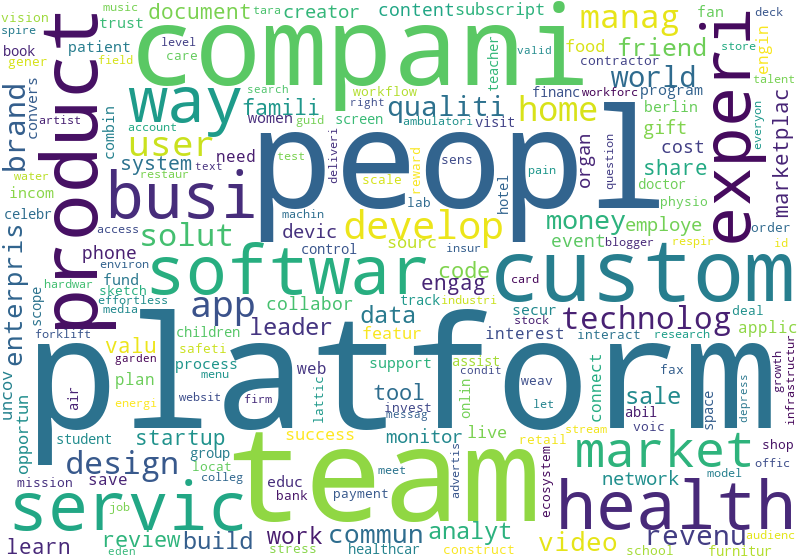 music
vision
tara
creator
content
subscript
fan
deck
spire
document
trust
compani
manag
store
book
patient
level
valid
teacher
food
friend
engin
gener
field
care
contractor
experi
convers
product
search
workflow
world
talent
artist
way
famili
right
qualiti
home
financ
workforc
program
brand
combin
account
women
guid
screen
ambulatori
visit
berlin
marketplac
user
deliveri
gift
everyon
water
text
need
test
peopl
sens
pain
organ
question
cost
incom
system
restaur
scale
reward
lab
hotel
share
doctor
busi
machin
physio
celebr
develop
money
employe
order
access
solut
devic
sourc
event
blogger
respir
id
phone
control
insur
environ
softwar
code
custom
secur
enterpris
hardwar
fund
engag
card
sketch
effortless
app
collabor
track
industri
technolog
deal
scope
media
leader
data
stock
applic
forklift
children
featur
interest
interact
research
valu
safeti
process
web
support
assist
condit
connect
fax
growth
infrastructur
uncov
garden
menu
lattic
tool
onlin
weav
sale
space
depress
plan
air
websit
invest
let
abil
energi
firm
messag
voic
platform
opportun
startup
success
monitor
live
stream
student
group
team
retail
market
shop
design
locat
meet
advertis
ecosystem
network
offic
mission
save
colleg
educ
bank
payment
model
servic
job
health
work
commun
analyt
revenu
audienc
learn
review
build
video
eden
stress
healthcar
construct
school
furnitur